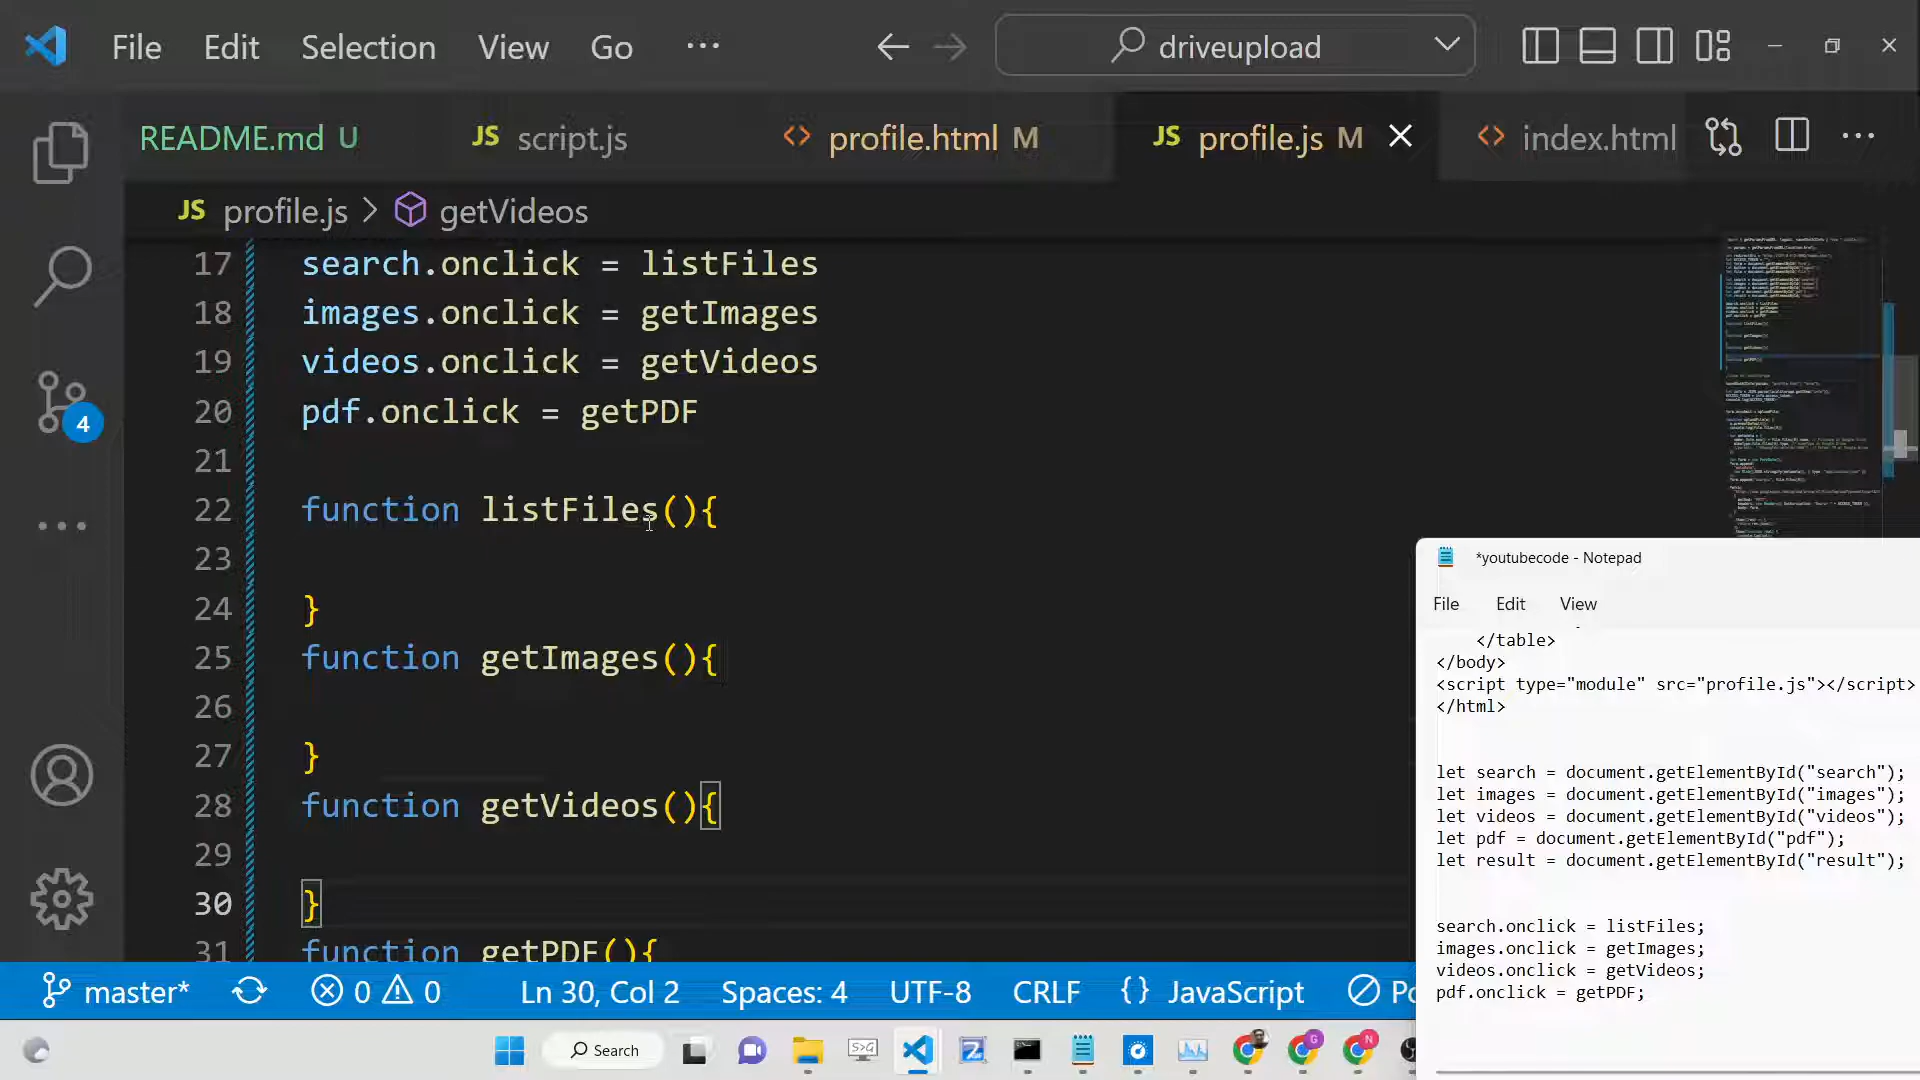 File Edit Selection View Go ...
driveupload
README.md U
JS script.js
<> profile.html M
JS profile.js M
<> index.html
JS profile.js > getVideos
17 search.onclick = listFiles
18 images.onclick = getImages
19 videos.onclick = getVideos
20 pdf.onclick = getPDF
21
22 function listFiles(){
23
24 }
25 function getImages(){
26
27 }
28 function getVideos(){
29
30 }
31 function getPDF(){
4
*youtubecode - Notepad
File Edit View
</table>
</body>
<script type="module" src="profile.js"></script>
</html>
let search = document.getElementById("search");
let images = document.getElementById("images");
let videos = document.getElementById("videos");
let pdf = document.getElementById("pdf");
let result = document.getElementById("result");
search.onclick = listFiles;
images.onclick = getImages;
videos.onclick = getVideos;
pdf.onclick = getPDF;
master* 0 0 Ln 30, Col 2 Spaces: 4 UTF-8 CRLF {} JavaScript
Search